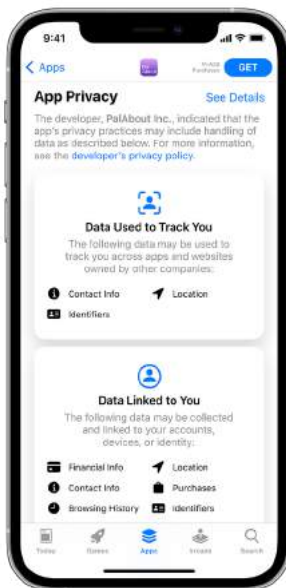 9:41
Apps
In-App
Purchases
GET
App Privacy
See Details
The developer, PalAbout Inc., indicated that the
app's privacy practices may include handling of
data as described below. For more information,
see the developer's privacy policy.
Data Used to Track You
The following data may be used to
track you across apps and websites
owned by other companies:
Contact Info
Location
Identifiers
Data Linked to You
The following data may be collected
and linked to your accounts,
devices, or identity:
Financial Info
Location
Contact Info
Purchases
Browsing History
Identifiers
Today
Games
Apps
Arcade
Search